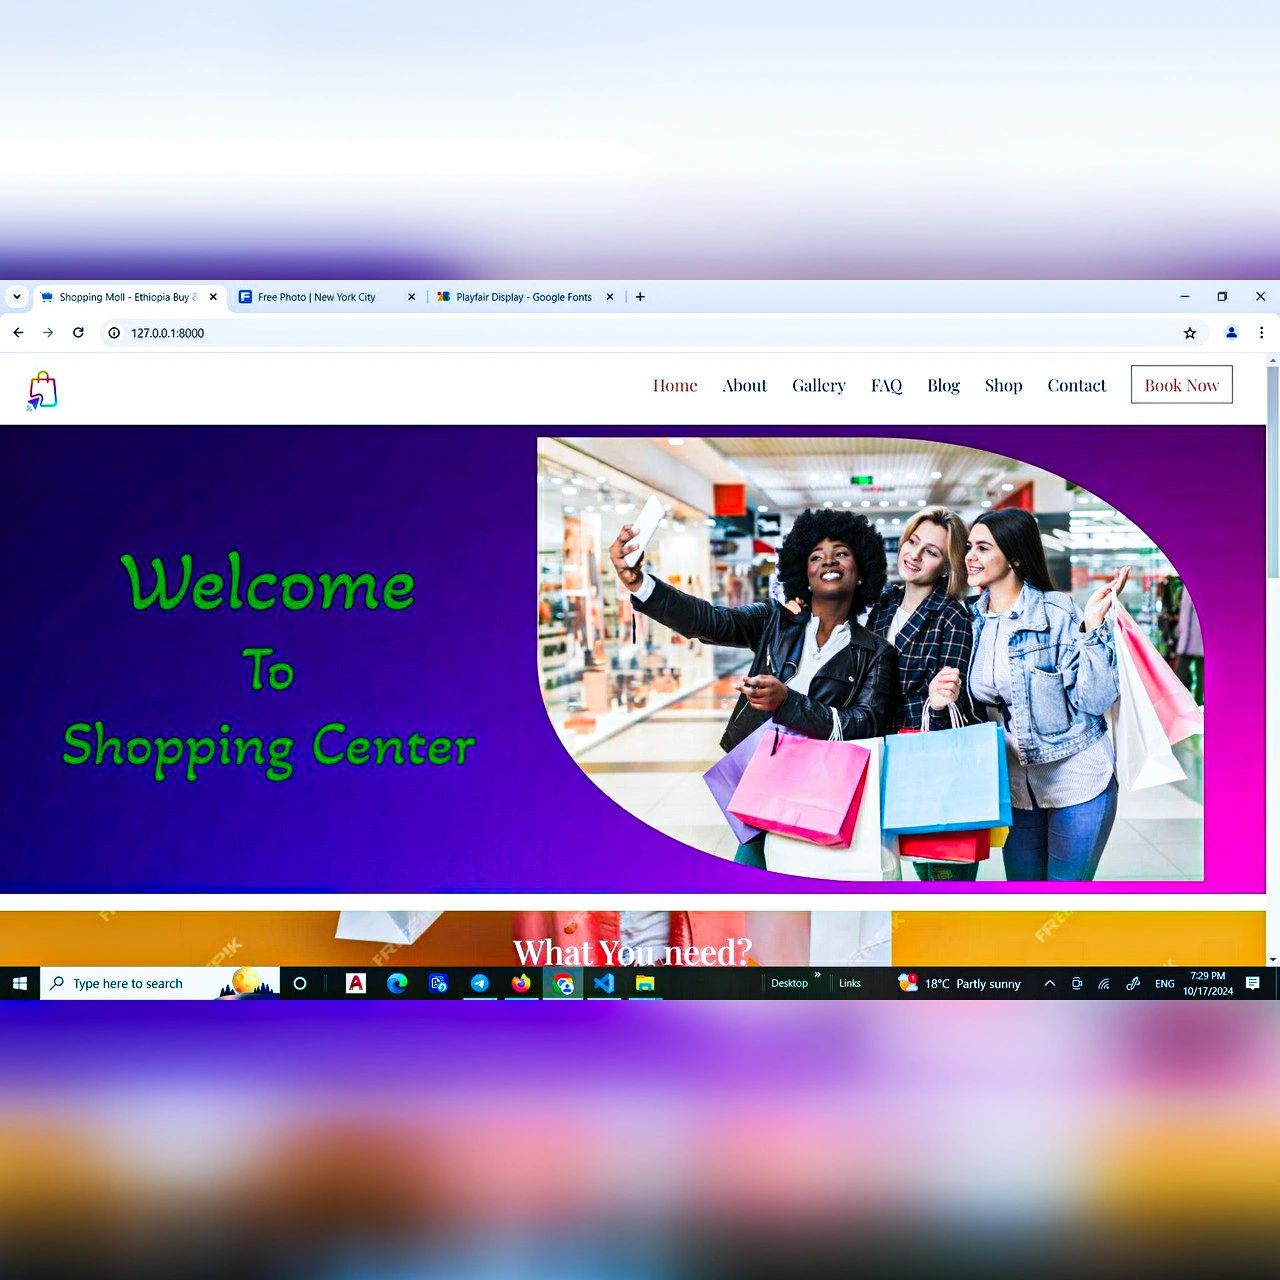 Shopping Moll - Ethiopia Buy &
Free Photo | New York City
Playfair Display - Google Fonts
127.0.0.1:8000
Home About Gallery FAQ Blog Shop Contact Book Now
Welcome
To
Shopping Center
What You need?
Type here to search
Desktop
Links
18°C Partly sunny
ENG
7:29 PM
10/17/2024